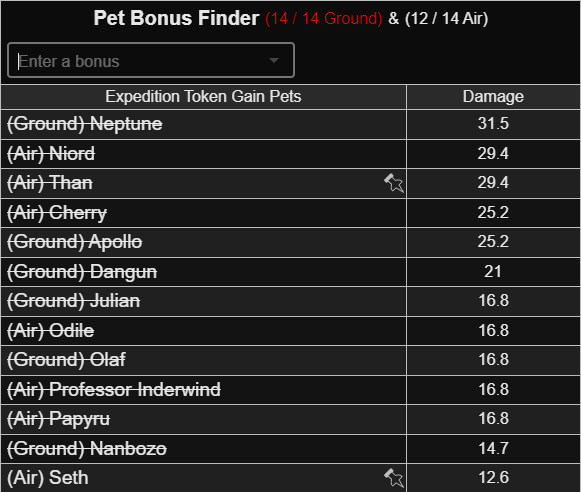 Pet Bonus Finder (14 / 14 Ground) & (12 / 14 Air)
Enter a bonus
Expedition Token Gain Pets Damage
(Ground) Neptune 31.5
(Air) Niord 29.4
(Air) Than 29.4
(Air) Cherry 25.2
(Ground) Apollo 25.2
(Ground) Dangun 21
(Ground) Julian 16.8
(Air) Odile 16.8
(Ground) Olaf 16.8
(Air) Professor Inderwind 16.8
(Air) Papyru 16.8
(Ground) Nanbozo 14.7
(Air) Seth 12.6